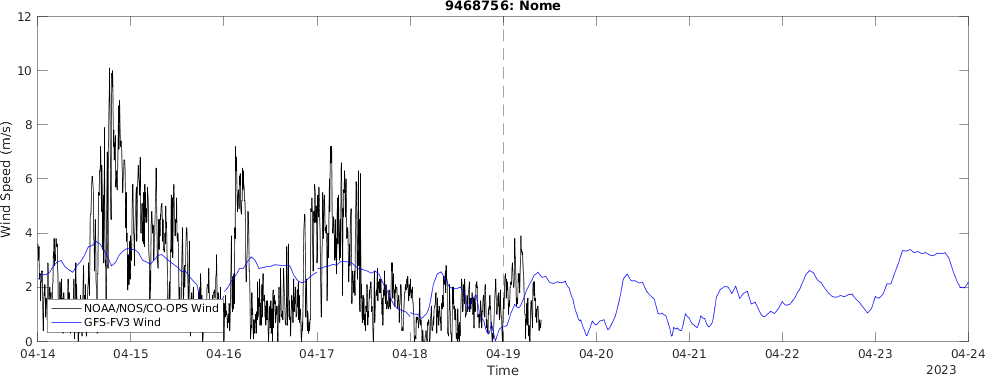 9468756: Nome
12
10
8
6
4
2
0
Wind Speed (m/s)
NOAA/NOS/CO-OPS Wind
GFS-FV3 Wind
04-14 04-15 04-16 04-17 04-18 04-19 04-20 04-21 04-22 04-23 04-24
Time
2023